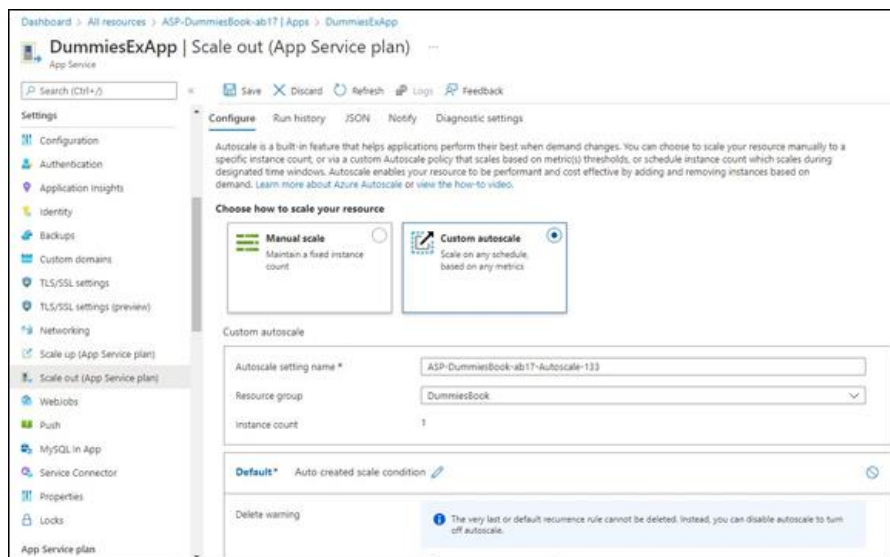 Dashboard > All resources > ASP-DummiesBook-ab17 | Apps > DummiesExApp
DummiesExApp | Scale out (App Service plan) ...
App Service
Search (Ctrl+/)
«
Save Discard Refresh Logs Feedback
Settings
Configuration
Authentication
Application Insights
Identity
Backups
Custom domains
TLS/SSL settings
TLS/SSL settings (preview)
Networking
Scale up (App Service plan)
Scale out (App Service plan)
WebJobs
Push
MySQL In App
Service Connector
Properties
Locks
App Service plan
Configure Run history JSON Notify Diagnostic settings
Autoscale is a built-in feature that helps applications perform their best when demand changes. You can choose to scale your resource manually to a
specific instance count, or via a custom Autoscale policy that scales based on metric(s) thresholds, or schedule instance count which scales during
designated time windows. Autoscale enables your resource to be performant and cost effective by adding and removing instances based on
demand. Learn more about Azure Autoscale or view the how-to video.
Choose how to scale your resource
Manual scale
Maintain a fixed instance
count
Custom autoscale
Scale on any schedule,
based on any metrics
Custom autoscale
Autoscale setting name * ASP-DummiesBook-ab17-Autoscale-133
Resource group DummiesBook
Instance count 1
Default* Auto created scale condition
Delete warning
The very last or default recurrence rule cannot be deleted. Instead, you can disable autoscale to turn
off autoscale.